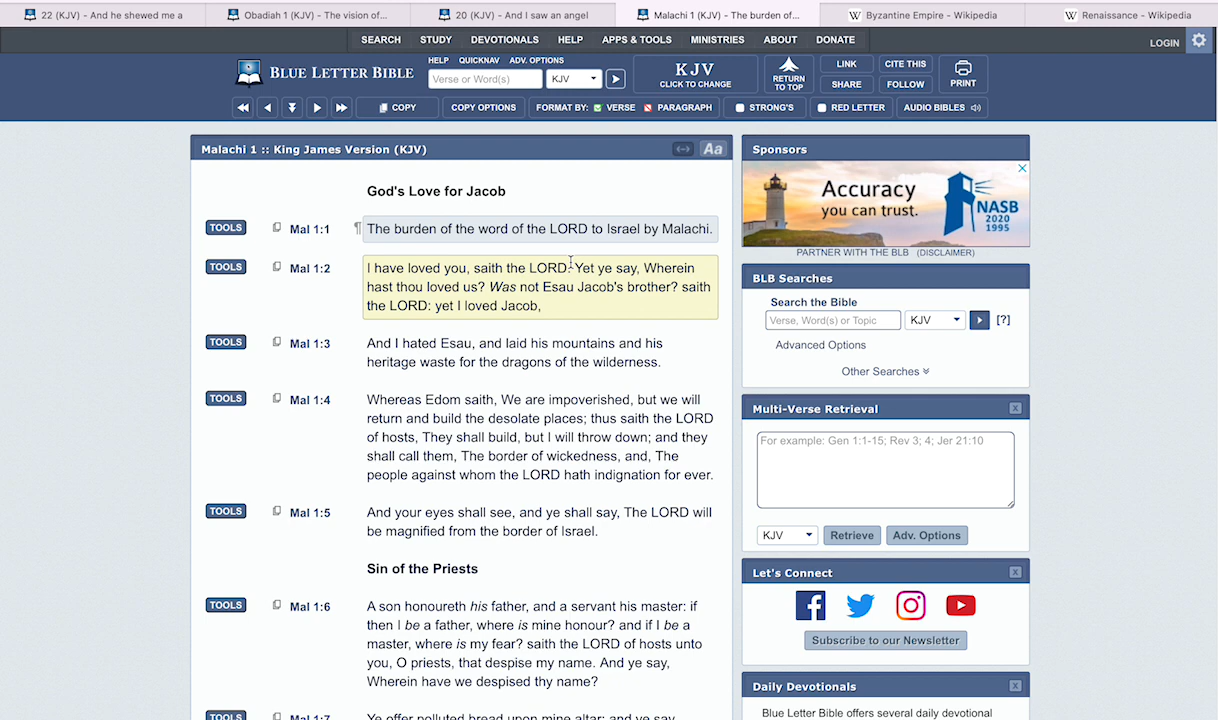 22 (KJV) - And he shewed me a
Obadiah 1 (KJV) - The vision of...
20 (KJV) - And I saw an angel
Malachi 1 (KJV) - The burden of...
Byzantine Empire - Wikipedia
Renaissance - Wikipedia
SEARCH STUDY DEVOTIONALS HELP APPS & TOOLS MINISTRIES ABOUT DONATE
LOGIN
BLUE LETTER BIBLE
HELP QUICKNAV ADV. OPTIONS
Verse or Word(s)
KJV
KJV
CLICK TO CHANGE
RETURN
TO TOP
LINK
CITE THIS
SHARE
FOLLOW
PRINT
COPY
COPY OPTIONS
FORMAT BY: VERSE PARAGRAPH
STRONG'S
RED LETTER
AUDIO BIBLES
Malachi 1 :: King James Version (KJV)
Aa
God's Love for Jacob
TOOLS Mal 1:1 ¶ The burden of the word of the LORD to Israel by Malachi.
TOOLS Mal 1:2 I have loved you, saith the LORD. Yet ye say, Wherein
hast thou loved us? Was not Esau Jacob's brother? saith
the LORD: yet I loved Jacob,
TOOLS Mal 1:3 And I hated Esau, and laid his mountains and his
heritage waste for the dragons of the wilderness.
TOOLS Mal 1:4 Whereas Edom saith, We are impoverished, but we will
return and build the desolate places; thus saith the LORD
of hosts, They shall build, but I will throw down; and they
shall call them, The border of wickedness, and, The
people against whom the LORD hath indignation for ever.
TOOLS Mal 1:5 And your eyes shall see, and ye shall say, The LORD will
be magnified from the border of Israel.
Sin of the Priests
TOOLS Mal 1:6 A son honoureth his father, and a servant his master: if
then I be a father, where is mine honour? and if I be a
master, where is my fear? saith the LORD of hosts unto
you, O priests, that despise my name. And ye say,
Wherein have we despised thy name?
TOOLS Mal 1:7 Ye offer polluted bread upon mine altar; and ye say,
Sponsors
Accuracy
you can trust.
NASB
2020
1995
PARTNER WITH THE BLB (DISCLAIMER)
BLB Searches
Search the Bible
Verse, Word(s) or Topic
KJV
[?]
Advanced Options
Other Searches
Multi-Verse Retrieval
x
For example: Gen 1:1-15; Rev 3; 4; Jer 21:10
KJV
Retrieve
Adv. Options
Let's Connect
x
Subscribe to our Newsletter
Daily Devotionals
x
Blue Letter Bible offers several daily devotional